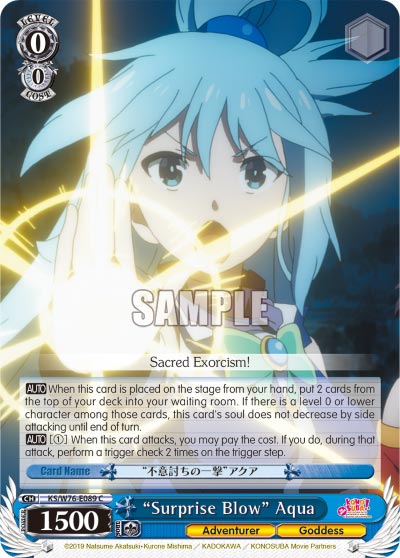 LEVEL
0
0
COST
SAMPLE
Sacred Exorcism!
AUTO When this card is placed on the stage from your hand, put 2 cards from
the top of your deck into your waiting room. If there is a level 0 or lower
character among those cards, this card's soul does not decrease by side
attacking until end of turn.
AUTO [①] When this card attacks, you may pay the cost. If you do, during that
attack, perform a trigger check 2 times on the trigger step.
Card Name "不意討ちの一撃"アクア
CH KS/W76-E089 C
POWER 1500 SOUL "Surprise Blow" Aqua
KONO SUBA!
Adventurer Goddess
©2019 Natsume Akatsuki・Kurone Mishima / KADOKAWA / KONOSUBA Movie Partners